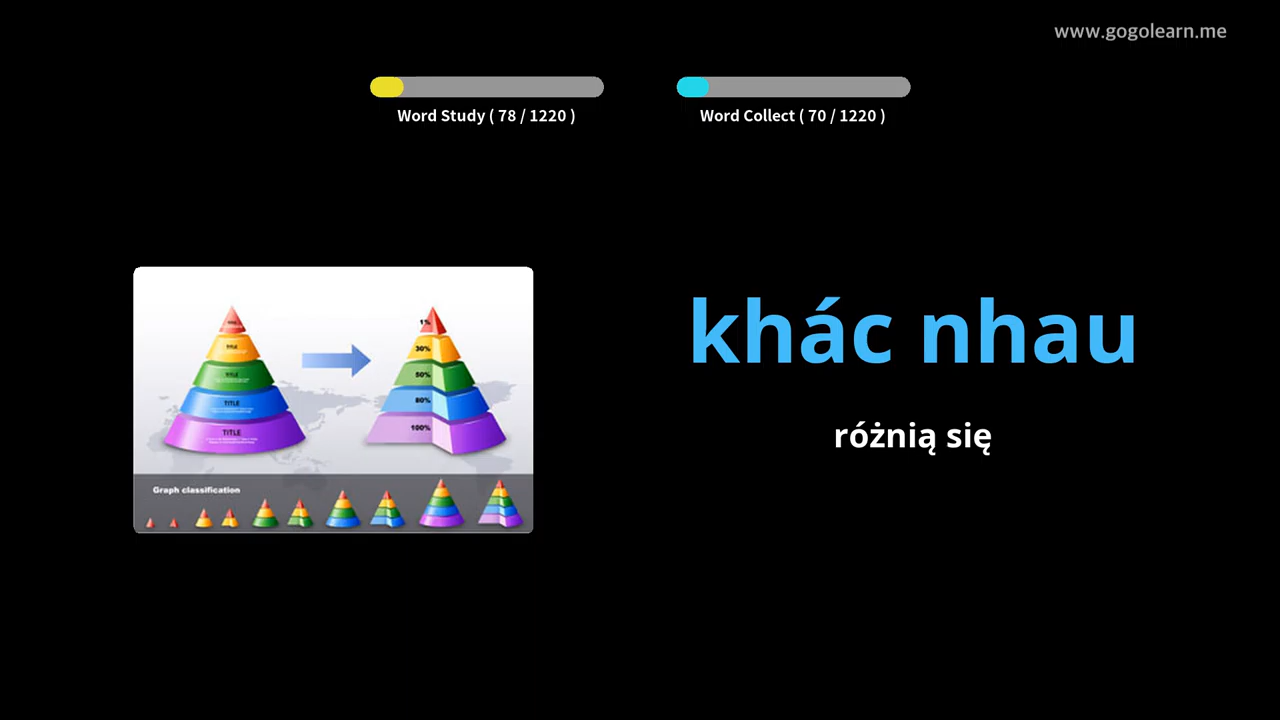 www.gogolearn.me
Word Study ( 78 / 1220 )
Word Collect ( 70 / 1220 )
khác nhau
różnią się
TITLE
TITLE
TITLE
TITLE
1%
30%
50%
80%
100%
Graph classification